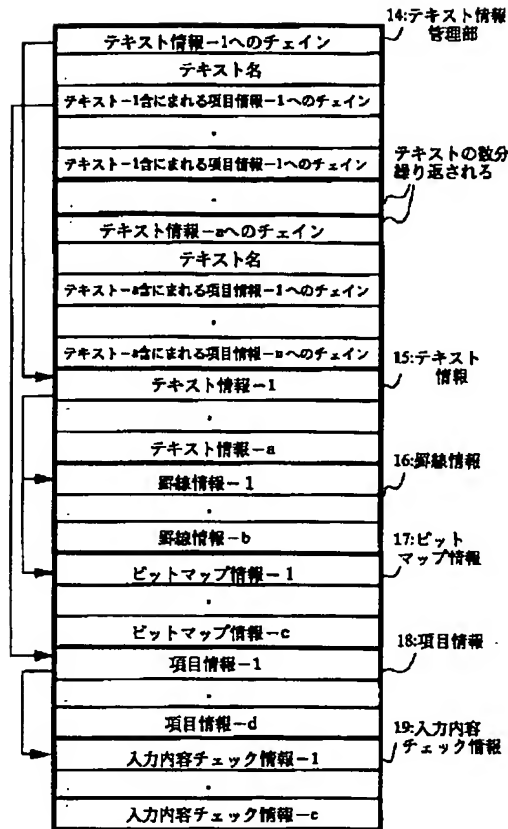 14:テキスト情報
管理部
テキスト情報-1へのチェイン
テキスト名
テキスト-1含にまれる項目情報-1へのチェイン
・
テキスト-1含にまれる項目情報-1へのチェイン
・
テキストの数分
繰り返される
テキスト情報-aへのチェイン
テキスト名
テキスト-a含にまれる項目情報-1へのチェイン
・
テキスト-a含にまれる項目情報-nへのチェイン
15:テキスト
情報
テキスト情報-1
・
テキスト情報-a
16:罫線情報
罫線情報-1
・
罫線情報-b
17:ビット
マップ情報
ビットマップ情報-1
・
ビットマップ情報-c
18:項目情報
項目情報-1
・
項目情報-d
19:入力内容
チェック情報
入力内容チェック情報-1
・
入力内容チェック情報-e